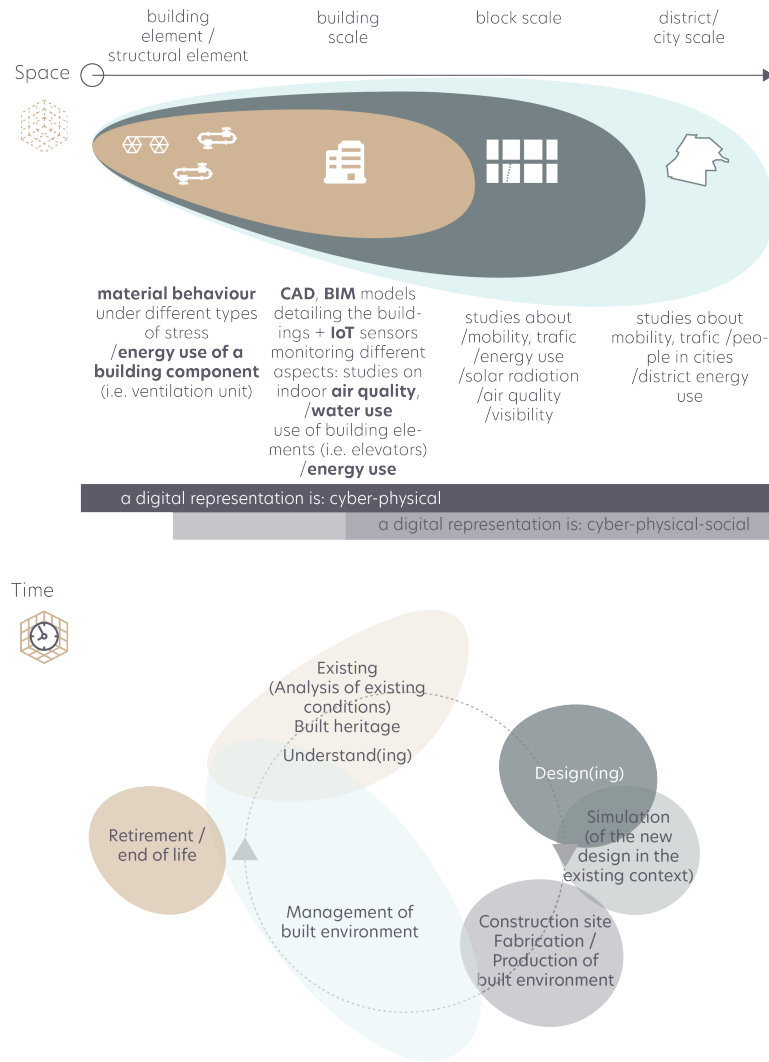 building
element /
structural element
building
scale
block scale
district/
city scale
Space
material behaviour
under different types
of stress
/energy use of a
building component
(i.e. ventilation unit)
CAD, BIM models
detailing the build-
ings + IoT sensors
monitoring different
aspects: studies on
indoor air quality,
/water use
use of building ele-
ments (i.e. elevators)
/energy use
studies about
/mobility, trafic
/energy use
/solar radiation
/air quality
/visibility
studies about
mobility, trafic /peo-
ple in cities
/district energy
use
a digital representation is: cyber-physical
a digital representation is: cyber-physical-social
Time
Existing
(Analysis of existing
conditions)
Built heritage
Understand(ing)
Design(ing)
Simulation
(of the new
design in the
existing context)
Retirement /
end of life
Management of
built environment
Construction site
Fabrication /
Production of
built environment